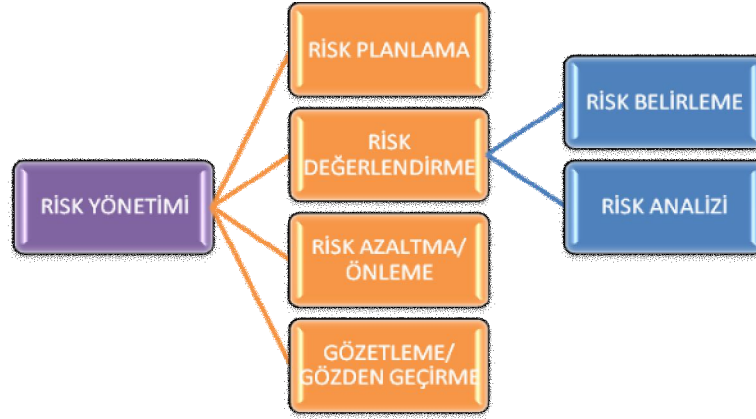 RİSK YÖNETİMİ
RİSK PLANLAMA
RİSK
DEĞERLENDİRME
RİSK AZALTMA/
ÖNLEME
GÖZETLEME/
GÖZDEN GEÇİRME
RİSK BELİRLEME
RİSK ANALİZİ